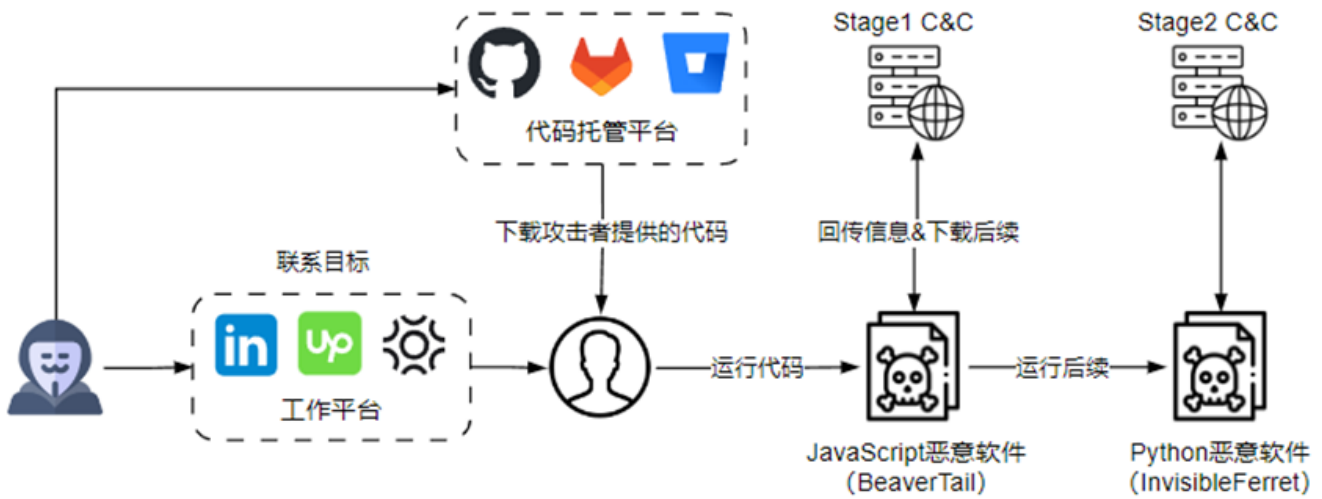 Stage1 C&C
Stage2 C&C
代码托管平台
下载攻击者提供的代码
回传信息&下载后续
联系目标
in
up
工作平台
运行代码
运行后续
JavaScript恶意软件
（BeaverTail）
Python恶意软件
（InvisibleFerret）